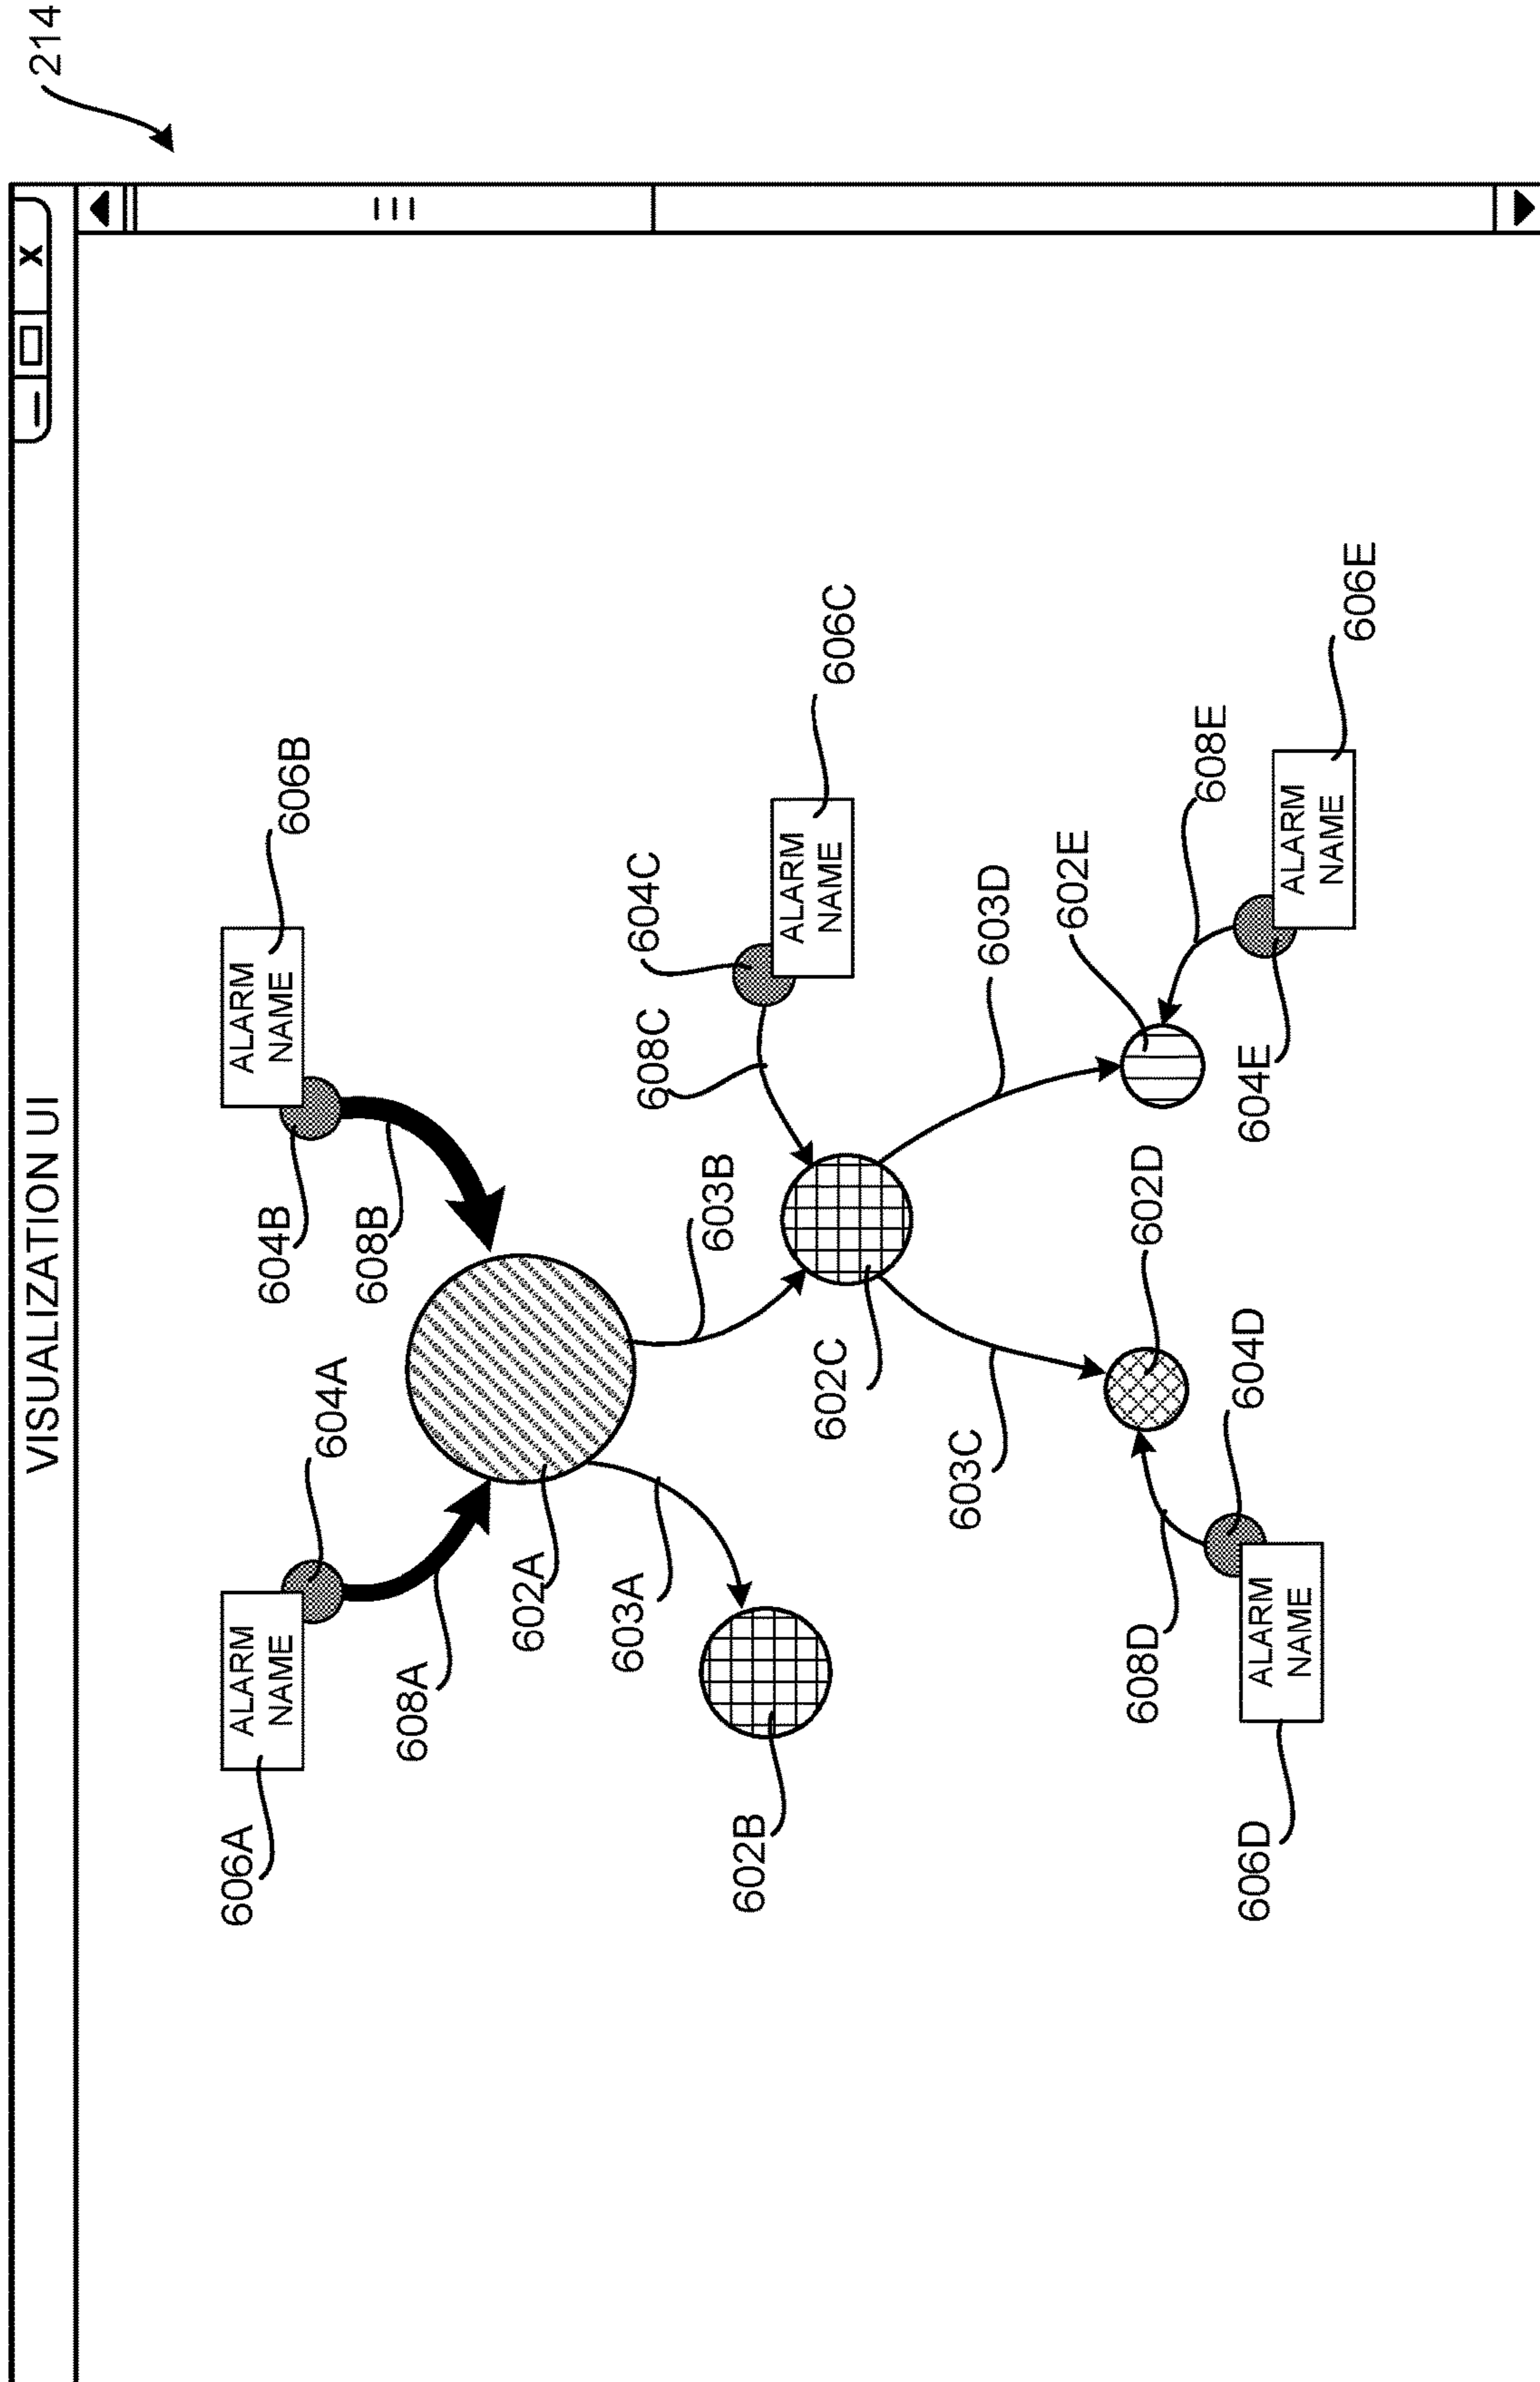 VISUALIZATION UI
X
214
606A
ALARM
NAME
604A
604B
ALARM
NAME
606B
608A
608B
602A
603A
603B
602B
602C
608C
604C
ALARM
NAME
606C
603C
603D
602D
602E
608D
608E
604D
604E
606D
ALARM
NAME
ALARM
NAME
606E